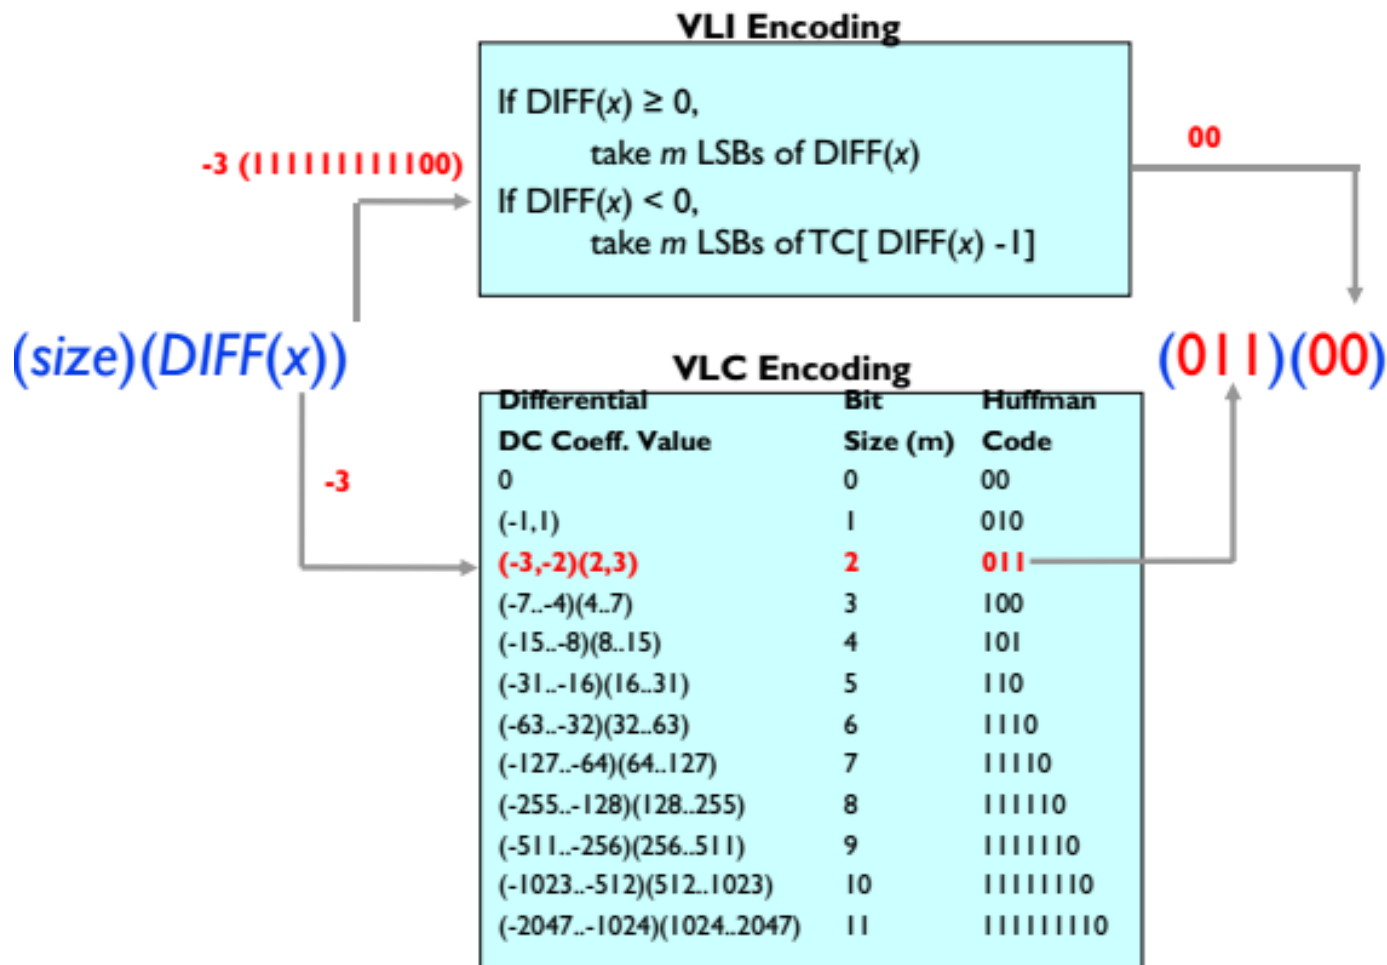 VLI Encoding
If DIFF(x) ≥ 0,
take m LSBs of DIFF(x)
If DIFF(x) < 0,
take m LSBs of TC[ DIFF(x) -1]
-3 (1111111111100)
00
(size)(DIFF(x))
(011)(00)
-3
VLC Encoding
Differential Bit Huffman
DC Coeff. Value Size (m) Code
0 0 00
(-1,1) 1 010
(-3,-2)(2,3) 2 011
(-7..-4)(4..7) 3 100
(-15..-8)(8..15) 4 101
(-31..-16)(16..31) 5 110
(-63..-32)(32..63) 6 1110
(-127..-64)(64..127) 7 11110
(-255..-128)(128..255) 8 111110
(-511..-256)(256..511) 9 1111110
(-1023..-512)(512..1023) 10 11111110
(-2047..-1024)(1024..2047) 11 111111110